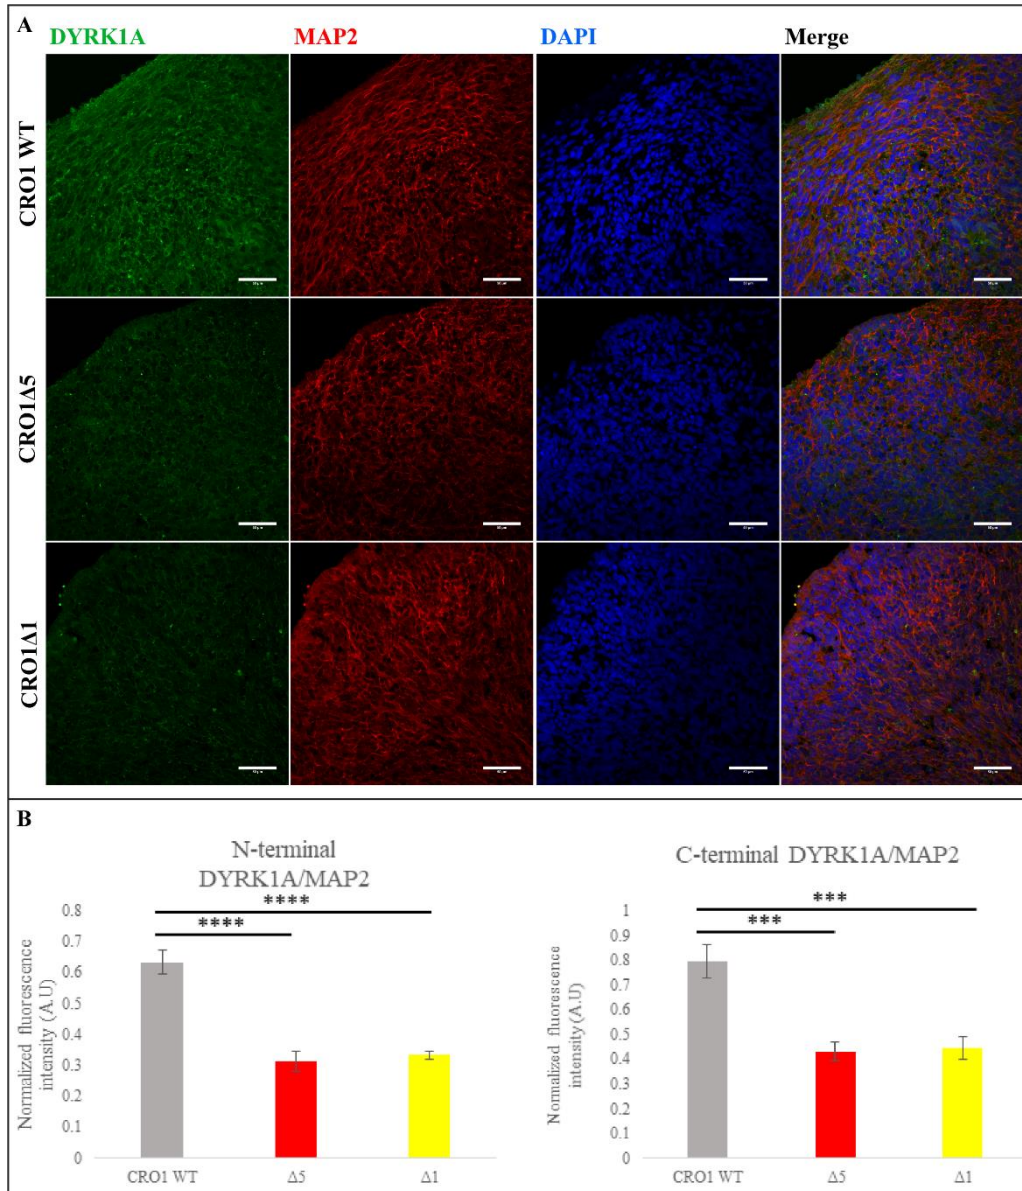 A
DYRK1A
MAP2
DAPI
Merge
CRO1 WT
CRO1Δ5
CRO1Δ1
B
N-terminal
DYRK1A/MAP2
****
****
Normalized fluorescence
intensity (A.U)
0.8
0.7
0.6
0.5
0.4
0.3
0.2
0.1
0
CRO1 WT
Δ5
Δ1
C-terminal DYRK1A/MAP2
***
***
Normalized fluorescence
intensity (A.U)
1
0.9
0.8
0.7
0.6
0.5
0.4
0.3
0.2
0.1
0
CRO1 WT
Δ5
Δ1